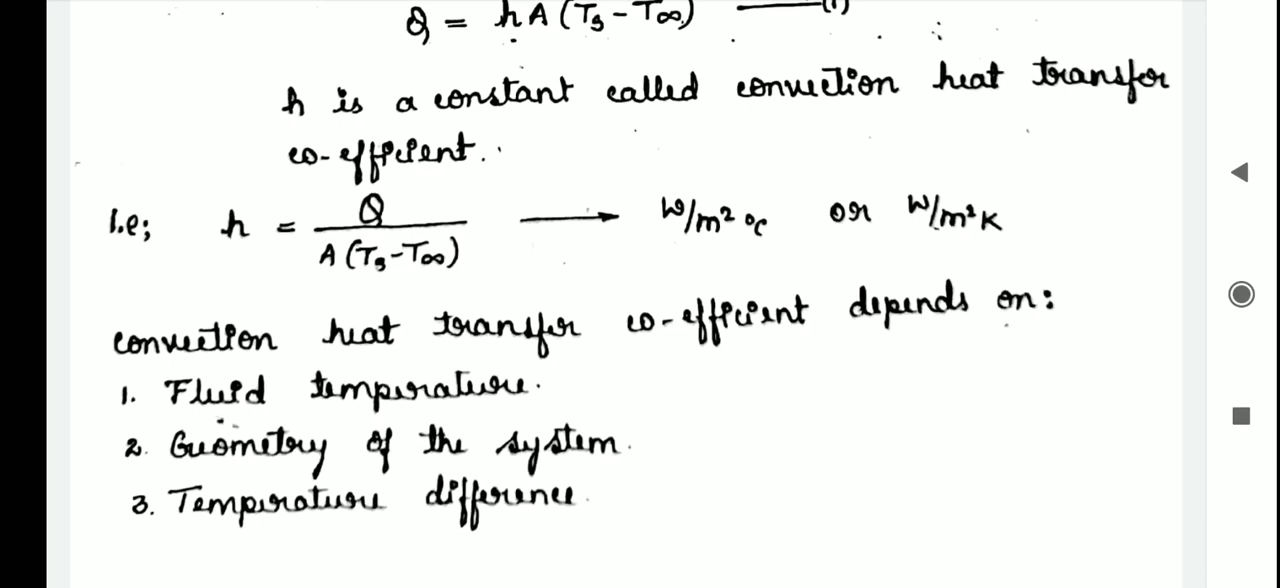 Q = hA(Ts - T∞) —— (1)
h is a constant called convection heat transfer
co-efficient.
i.e; h = Q / A(Ts-T∞) → W/m² °C or W/m²K
convection heat transfer co-efficient depends on:
1. Fluid temperature.
2. Geometry of the system.
3. Temperature difference.